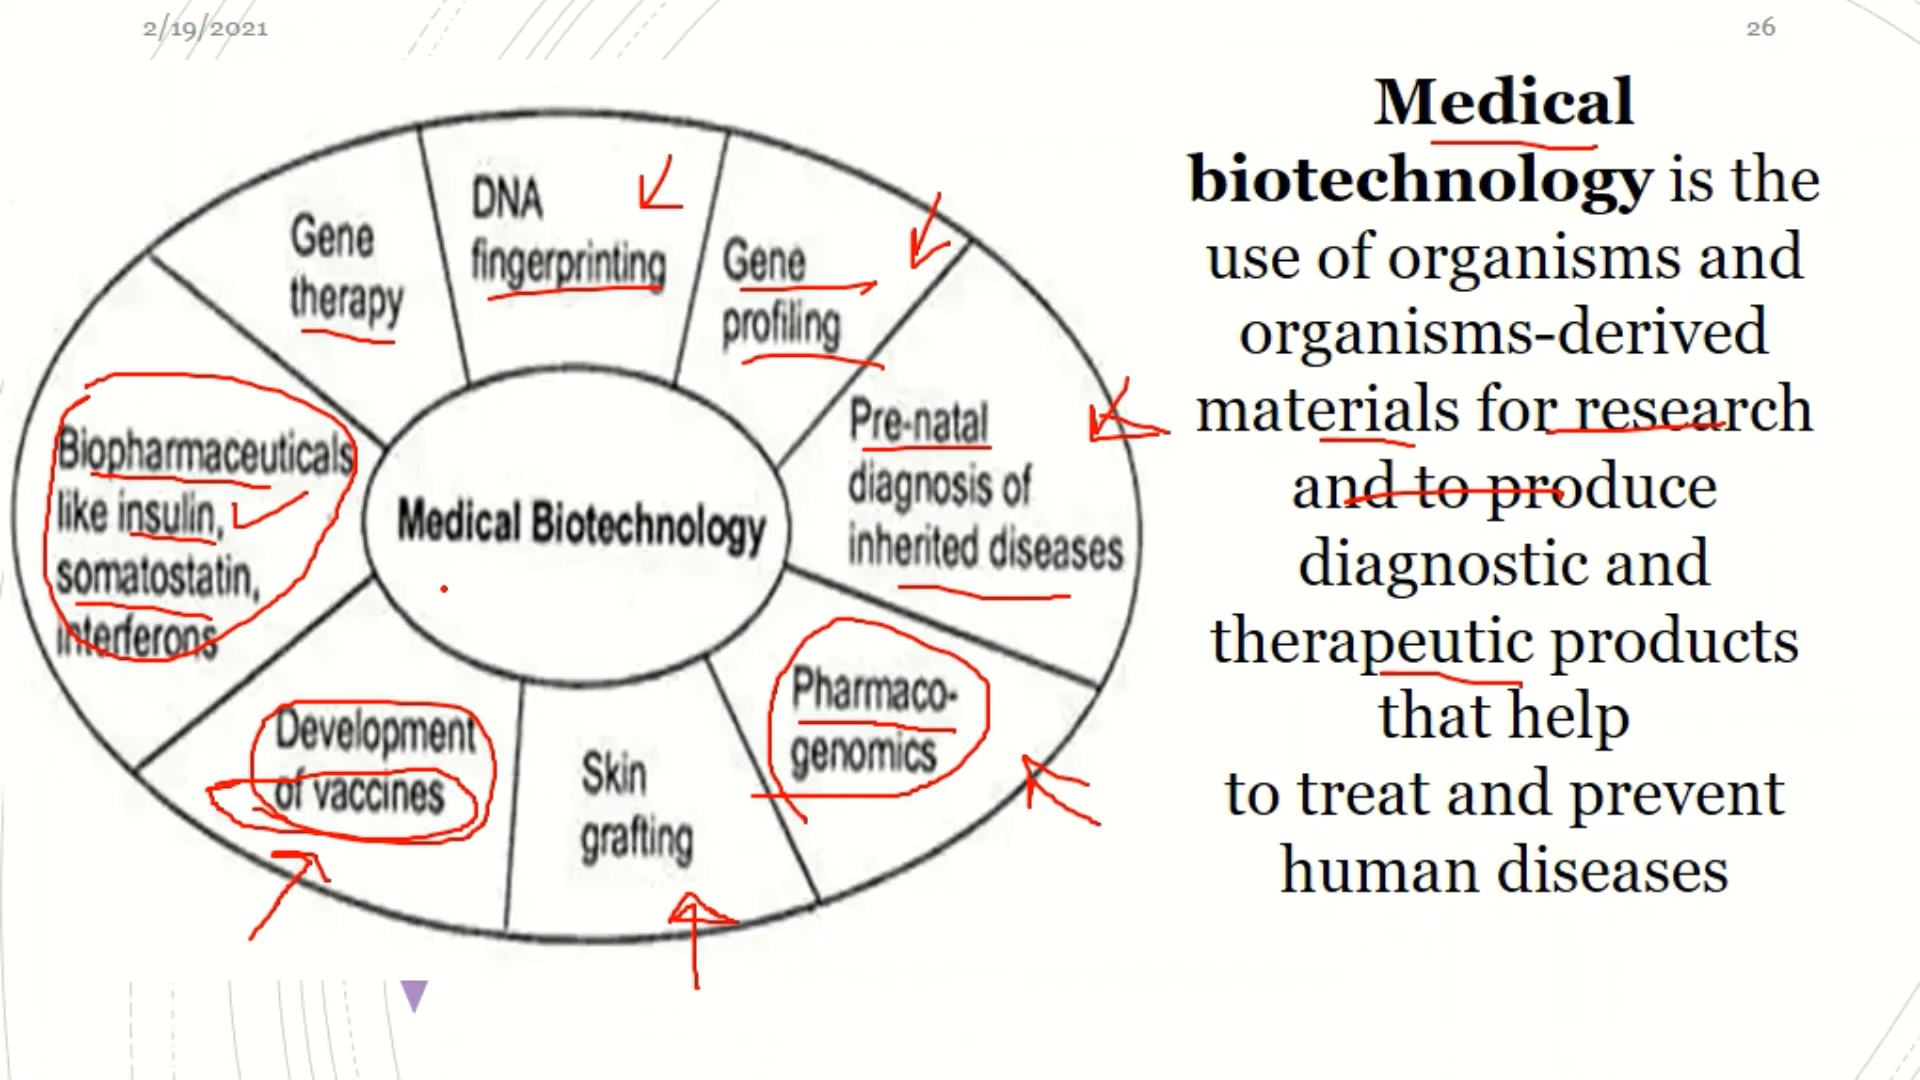 2/19/2021
26
Gene
therapy
DNA
fingerprinting
Gene
profiling
Pre-natal
diagnosis of
inherited diseases
Pharmaco-
genomics
Skin
grafting
Development
of vaccines
Biopharmaceuticals
like insulin,
somatostatin,
interferons
Medical Biotechnology
Medical
biotechnology is the
use of organisms and
organisms-derived
materials for research
and to produce
diagnostic and
therapeutic products
that help
to treat and prevent
human diseases